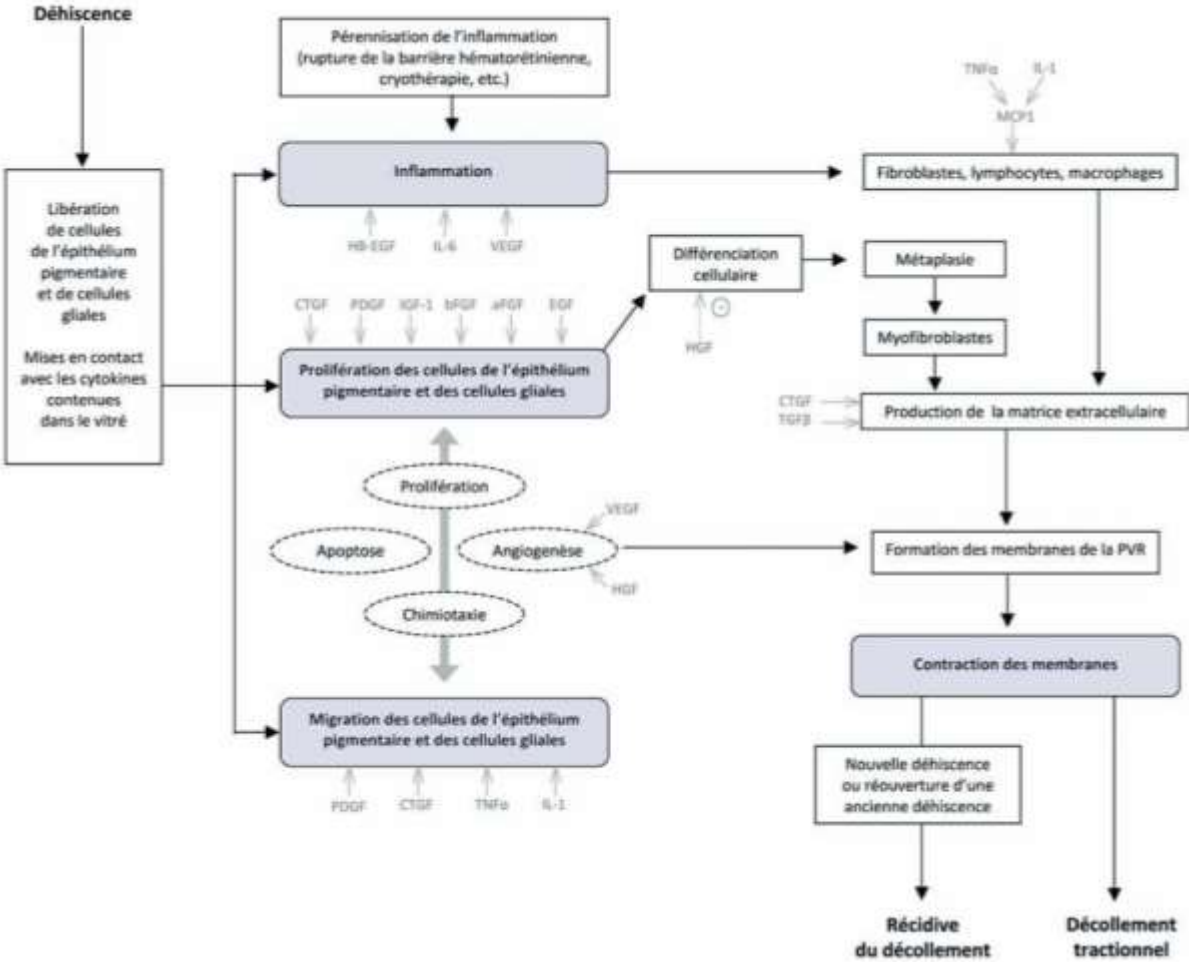 Déhiscence
Pérennisation de l'inflammation
(rupture de la barrière hématorétinienne,
cryothérapie, etc.)
TNFα IL-1
MCP1
Inflammation
Fibroblastes, lymphocytes, macrophages
Libération
de cellules
de l'épithélium
pigmentaire
et de cellules
gliales
Mises en contact
avec les cytokines
contenues
dans le vitré
HB-EGF IL-6 VEGF
Différenciation
cellulaire
Métaplasie
CTGF PDGF IGF-1 bFGF aFGF EGF
HGF
Myofibroblastes
Prolifération des cellules de l'épithélium
pigmentaire et des cellules gliales
CTGF
TGFβ
Production de la matrice extracellulaire
Prolifération
VEGF
Apoptose
Angiogenèse
Formation des membranes de la PVR
HGF
Chimiotaxie
Contraction des membranes
Migration des cellules de l'épithélium
pigmentaire et des cellules gliales
Nouvelle déhiscence
ou réouverture d'une
ancienne déhiscence
PDGF CTGF TNFα IL-1
Récidive
du décollement
Décollement
tractionnel